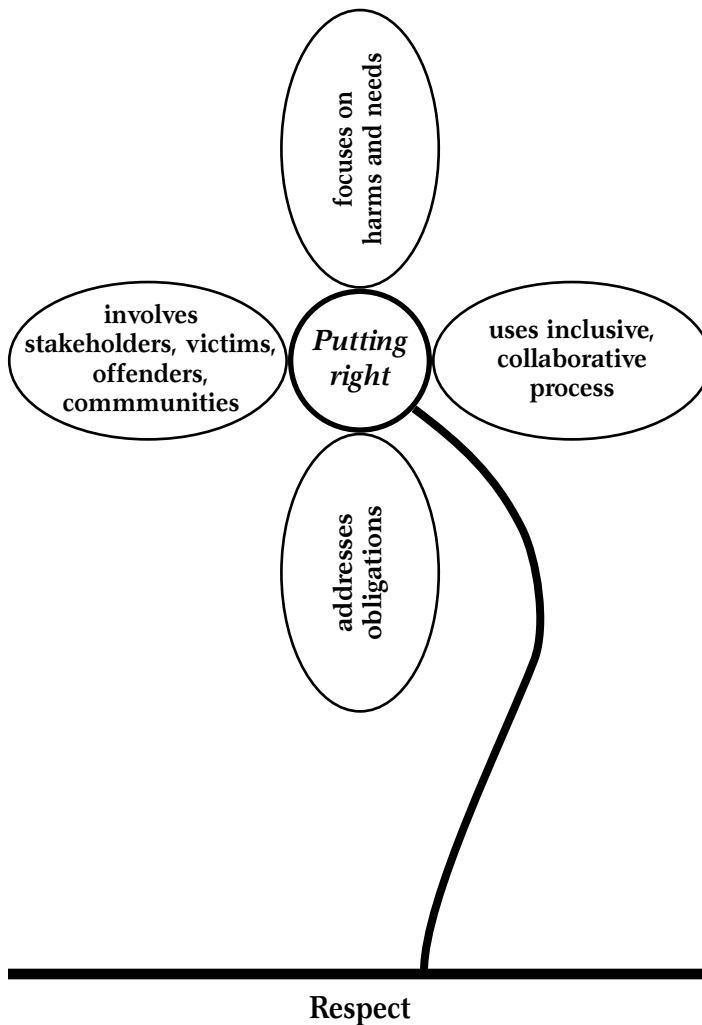 focuses on
harms and needs
involves
stakeholders, victims,
offenders,
commmunities
Putting
right
uses inclusive,
collaborative
process
addresses
obligations
Respect